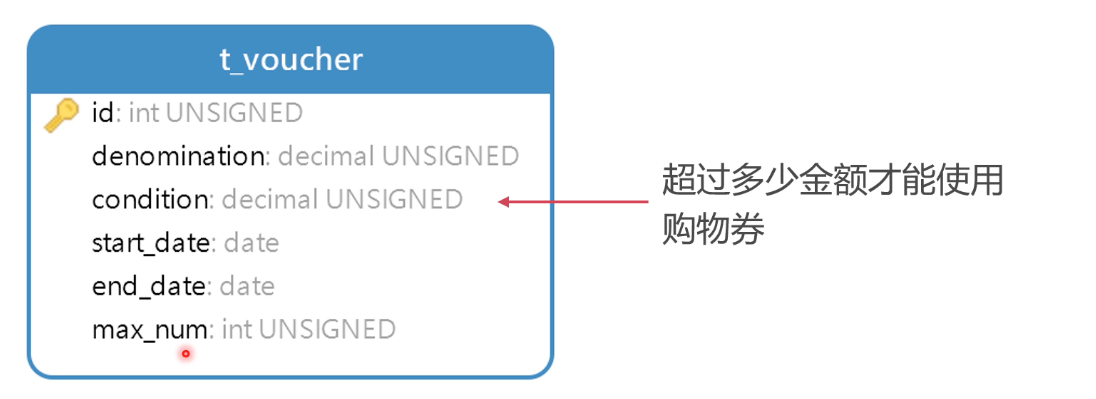 t_voucher
id: int UNSIGNED
denomination: decimal UNSIGNED
condition: decimal UNSIGNED
start_date: date
end_date: date
max_num: int UNSIGNED
超过多少金额才能使用
购物券